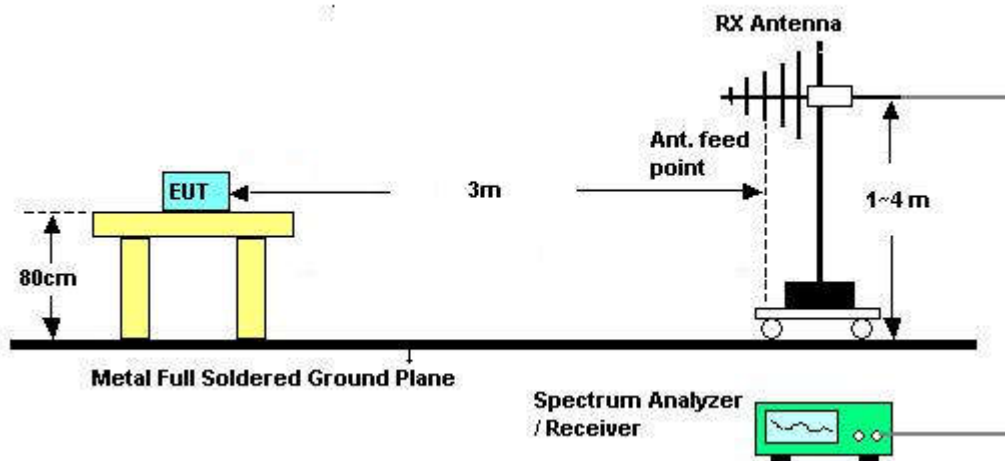 RX Antenna
Ant. feed
point
EUT
3m
1~4 m
80cm
Metal Full Soldered Ground Plane
Spectrum Analyzer
/ Receiver